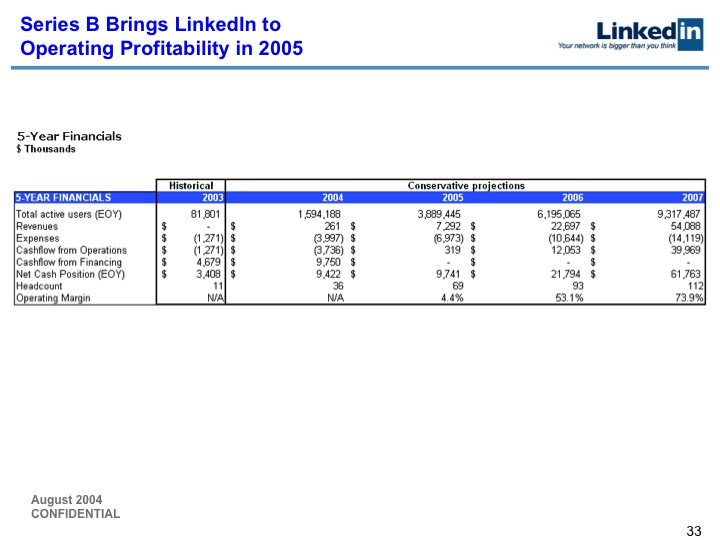 Series B Brings LinkedIn to
Operating Profitability in 2005
Linkedin
Your network is bigger than you think
5-Year Financials
$ Thousands
Historical Conservative projections
5-YEAR FINANCIALS 2003 2004 2005 2006 2007
Total active users (EOY) 81,801 1,594,188 3,889,445 6,195,065 9,317,487
Revenues $ - $ 261 $ 7,292 $ 22,697 $ 54,088
Expenses $ (1,271) $ (3,997) $ (6,973) $ (10,644) $ (14,119)
Cashflow from Operations $ (1,271) $ (3,736) $ 319 $ 12,053 $ 39,969
Cashflow from Financing $ 4,679 $ 9,750 $ - $ - $ -
Net Cash Position (EOY) $ 3,408 $ 9,422 $ 9,741 $ 21,794 $ 61,763
Headcount 11 36 69 93 112
Operating Margin N/A N/A 4.4% 53.1% 73.9%
August 2004
CONFIDENTIAL
33